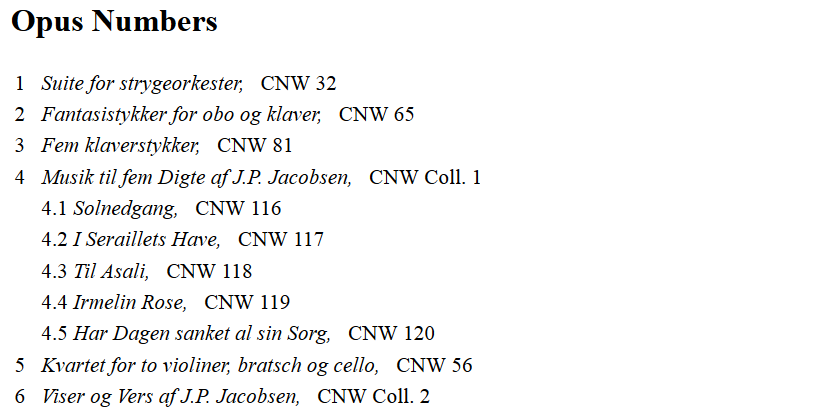 Opus Numbers
1 Suite for strygeorkester, CNW 32
2 Fantasistykker for obo og klaver, CNW 65
3 Fem klaverstykker, CNW 81
4 Musik til fem Digte af J.P. Jacobsen, CNW Coll. 1
4.1 Solnedgang, CNW 116
4.2 I Seraillets Have, CNW 117
4.3 Til Asali, CNW 118
4.4 Irmelin Rose, CNW 119
4.5 Har Dagen sanket al sin Sorg, CNW 120
5 Kvartet for to violiner, bratsch og cello, CNW 56
6 Viser og Vers af J.P. Jacobsen, CNW Coll. 2